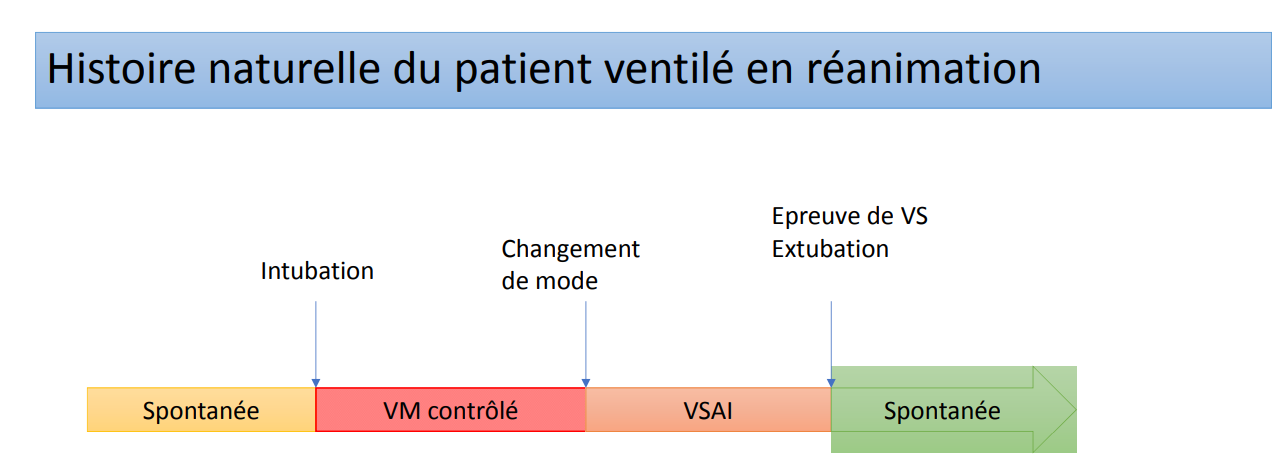 Histoire naturelle du patient ventilé en réanimation
Epreuve de VS
Extubation
Changement
de mode
Intubation
Spontanée
VM contrôlé
VSAI
Spontanée